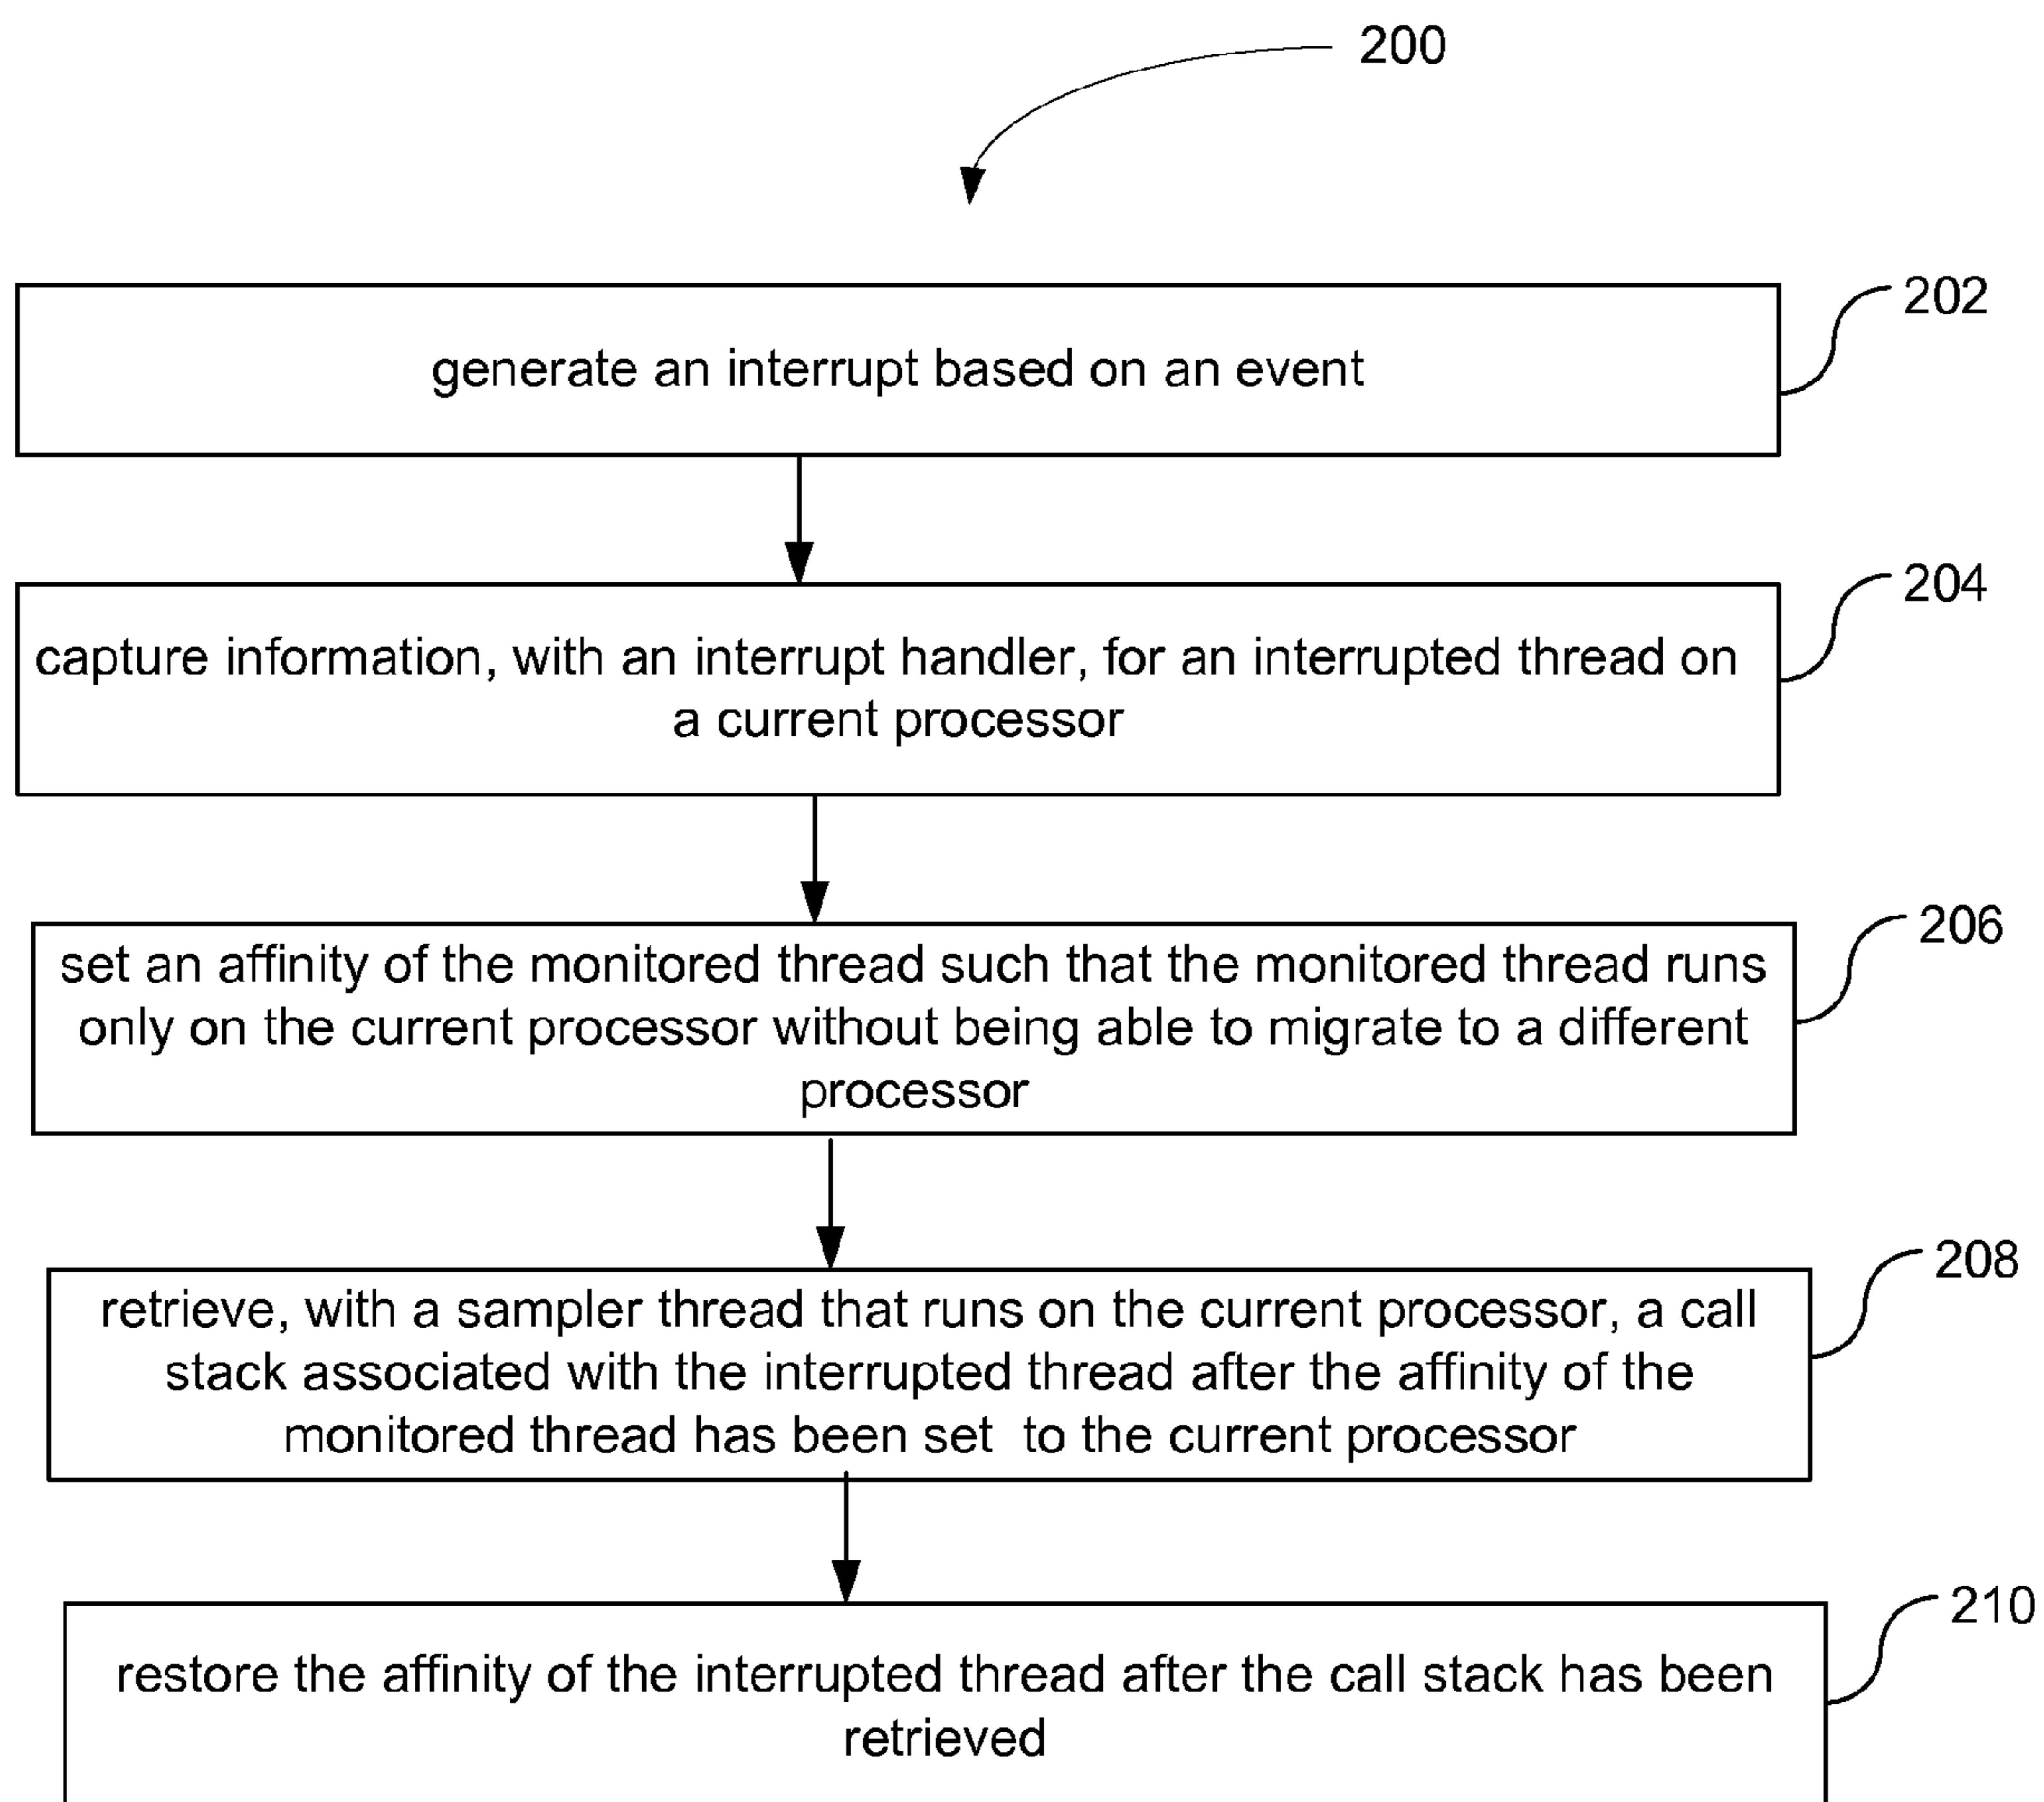 200
202
generate an interrupt based on an event
204
capture information, with an interrupt handler, for an interrupted thread on
a current processor
206
set an affinity of the monitored thread such that the monitored thread runs
only on the current processor without being able to migrate to a different
processor
208
retrieve, with a sampler thread that runs on the current processor, a call
stack associated with the interrupted thread after the affinity of the
monitored thread has been set to the current processor
210
restore the affinity of the interrupted thread after the call stack has been
retrieved